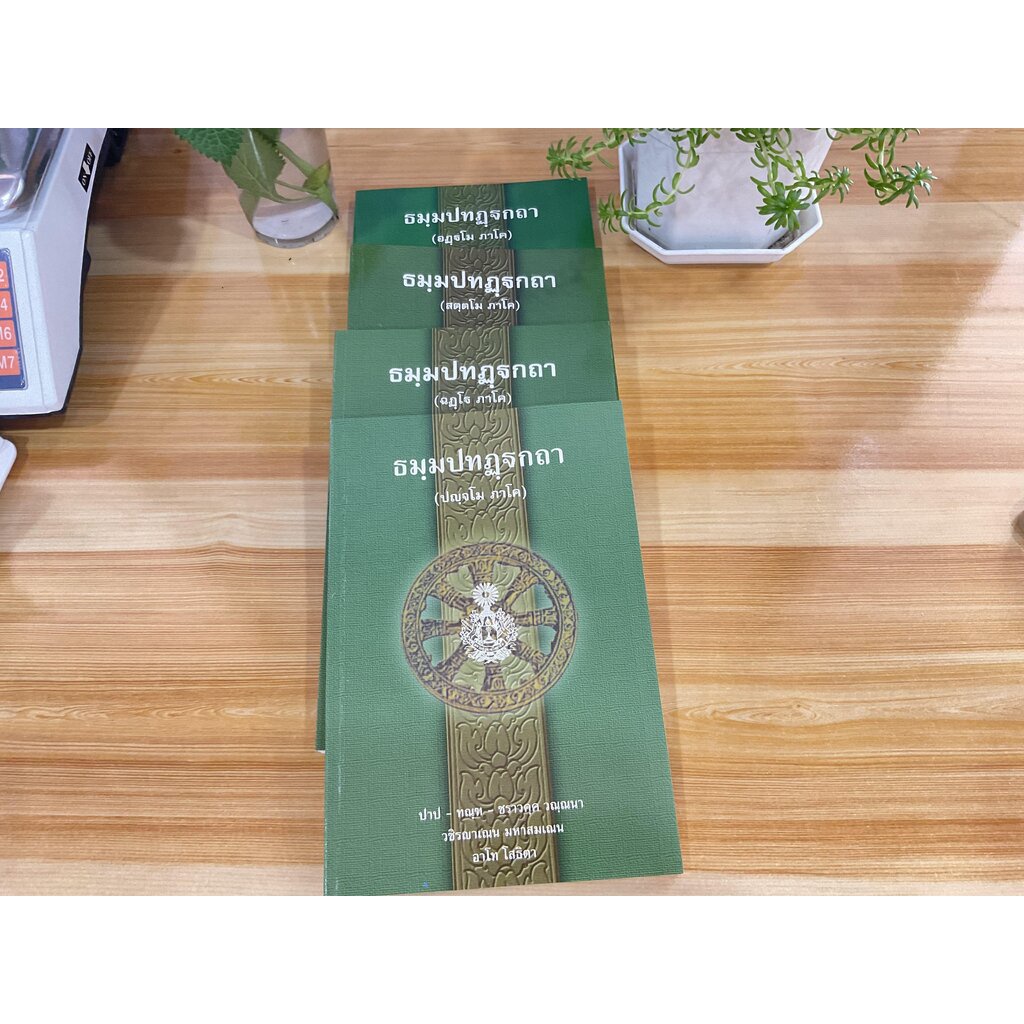 ธมฺมปทฏฺฐกถา
(อฏฺฐโม ภาโค)
ธมฺมปทฏฺฐกถา
(สตฺตโม ภาโค)
ธมฺมปทฏฺฐกถา
(ฉฏฺโฐ ภาโค)
ธมฺมปทฏฺฐกถา
(ปญฺจโม ภาโค)
ปาป - ทณฺฑ - ชราวคฺค วณฺณนา
วชิรญาเณน มหาสมเณน
อาโท โสธิตา
M6
M7